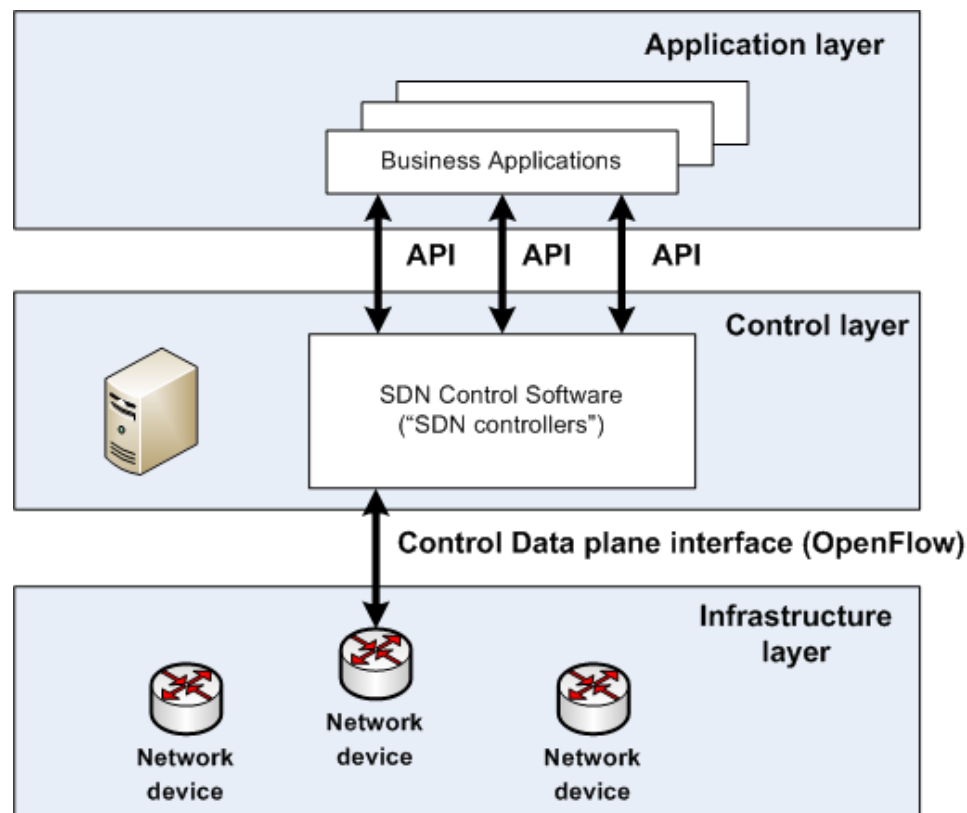 Application layer
Business Applications
API API API
Control layer
SDN Control Software
(“SDN controllers”)
Control Data plane interface (OpenFlow)
Infrastructure
layer
Network
device
Network
device
Network
device